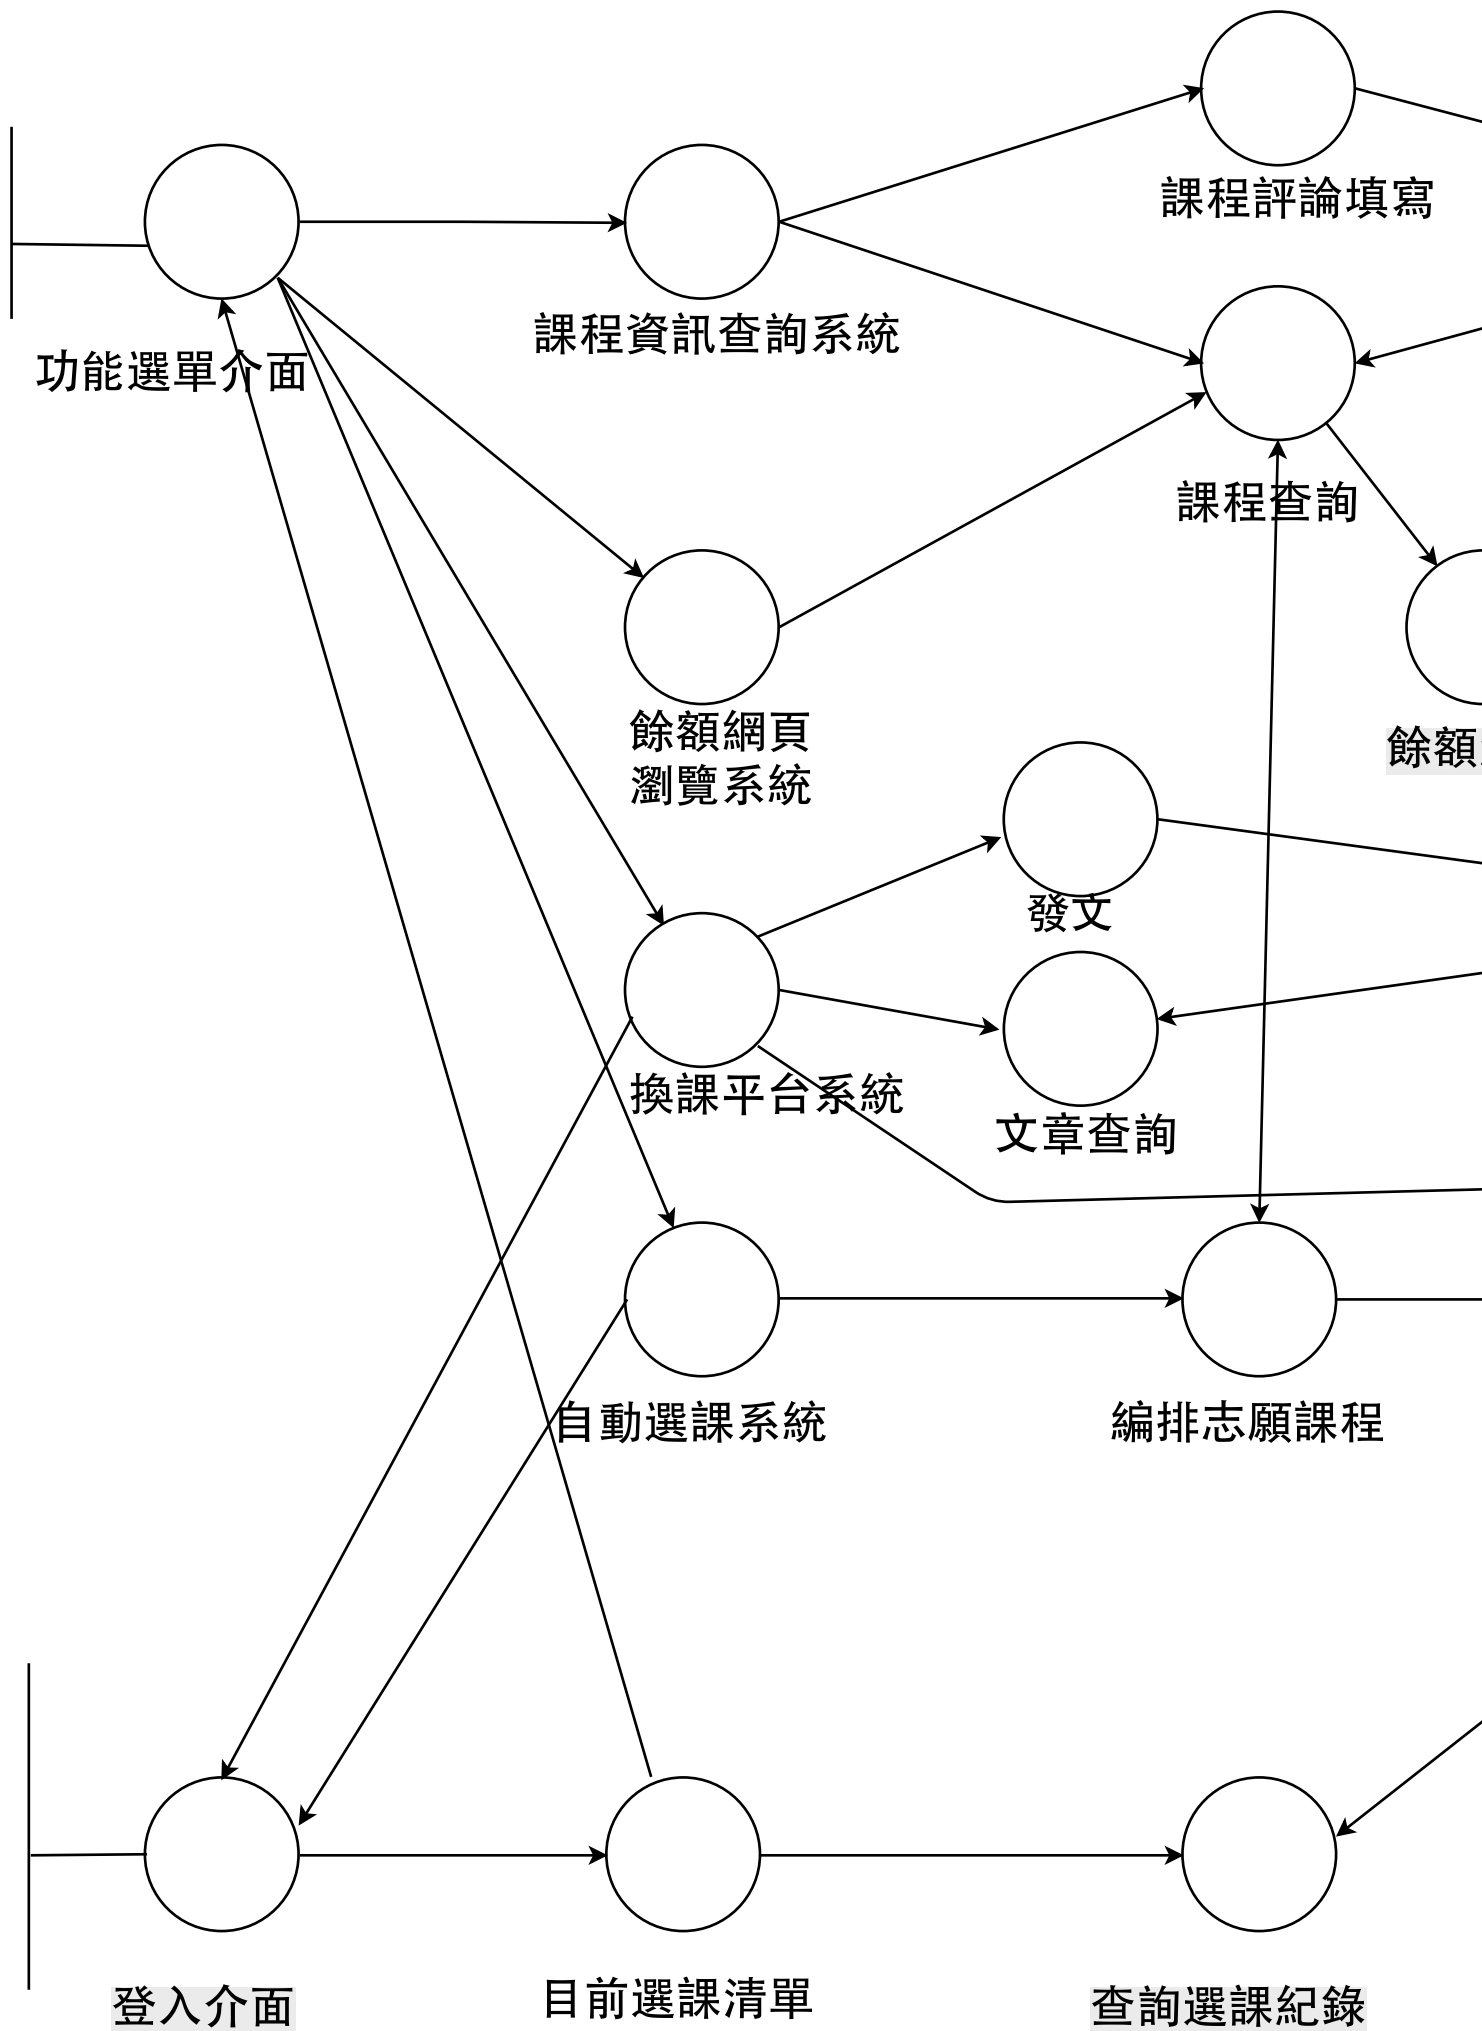 課程評論填寫
課程資訊查詢系統
功能選單介面
課程查詢
餘額網頁
瀏覽系統
餘額
發文
換課平台系統
文章查詢
自動選課系統
編排志願課程
登入介面
目前選課清單
查詢選課紀錄